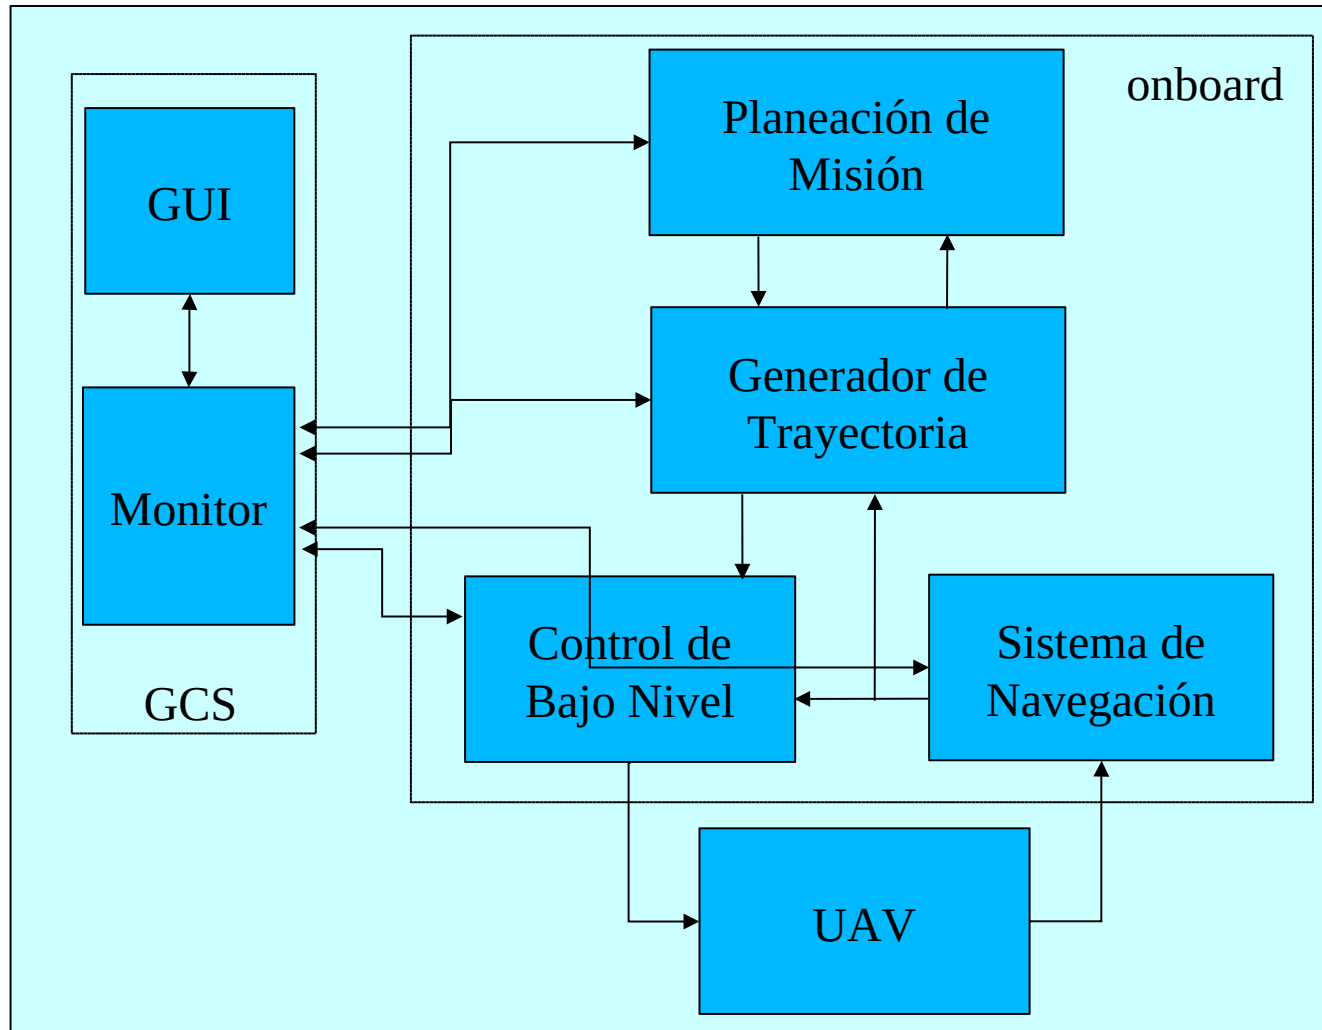 onboard
Planeación de
Misión
GUI
Generador de
Trayectoria
Monitor
Control de
Bajo Nivel
Sistema de
Navegación
GCS
UAV